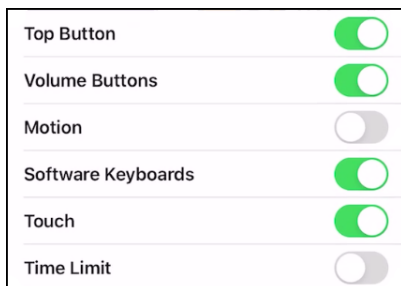 Top Button
Volume Buttons
Motion
Software Keyboards
Touch
Time Limit